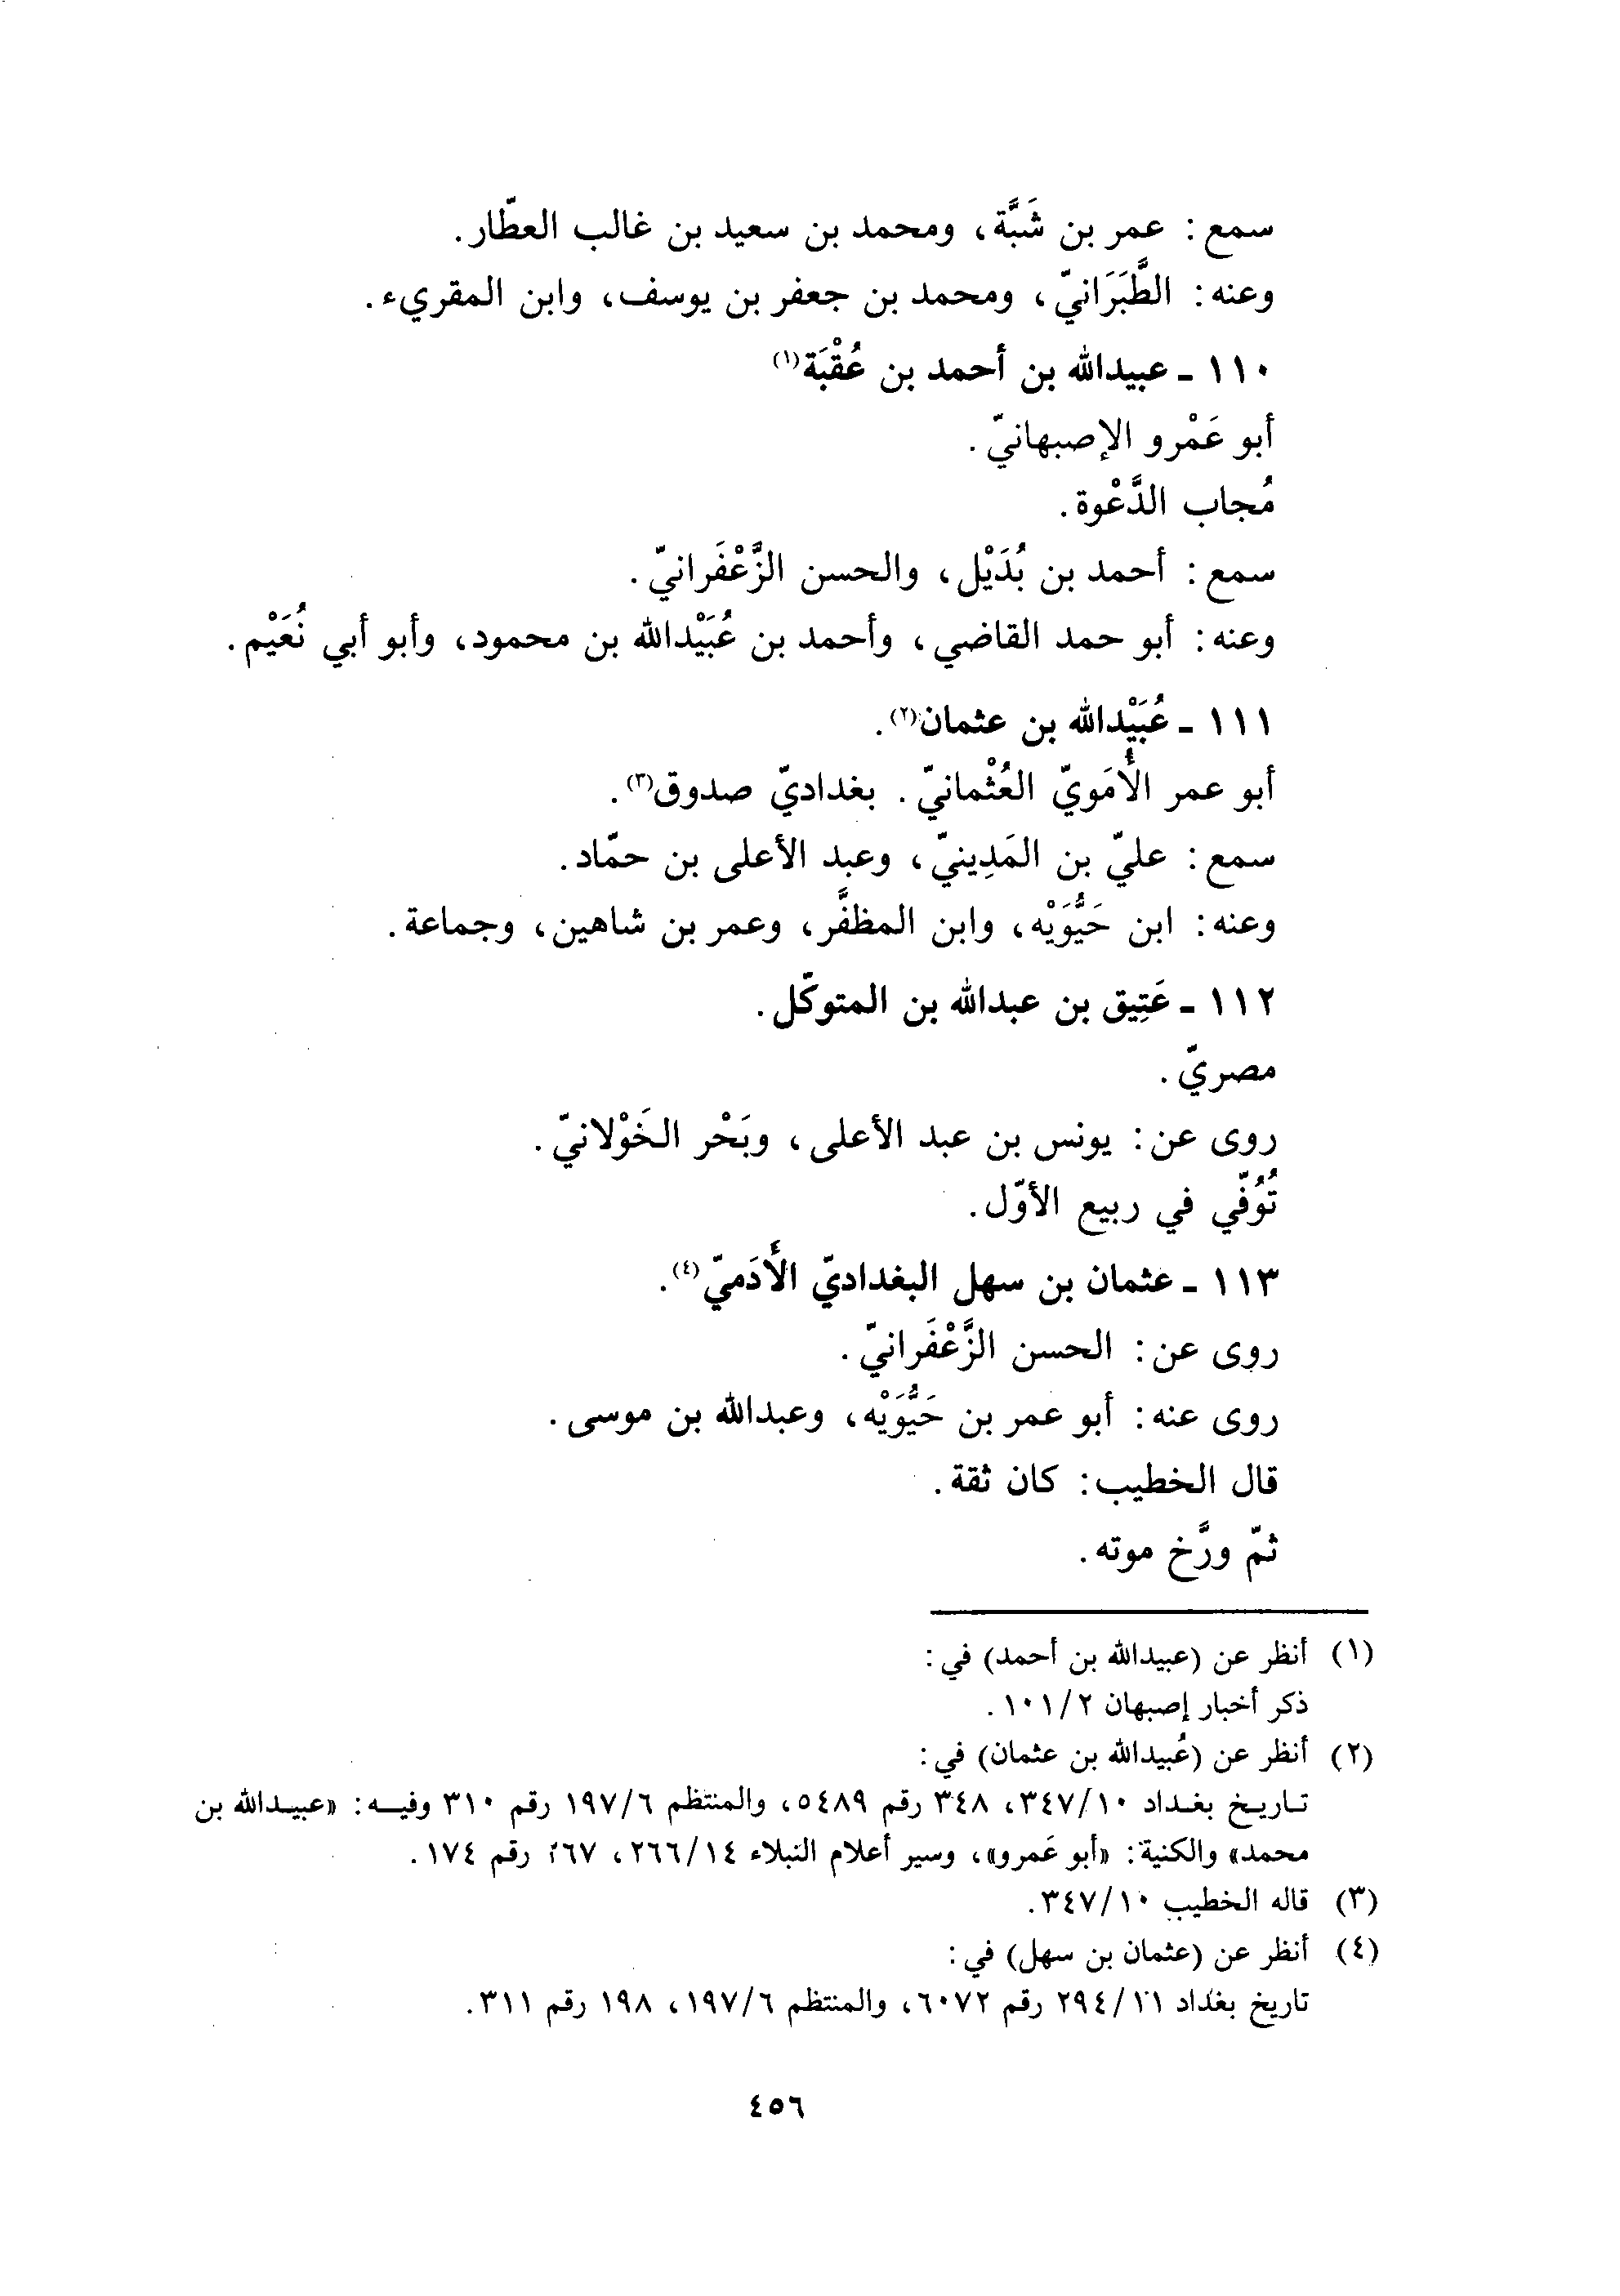 سمع: عمر بن شَبَّة، ومحمد بن سعيد بن غالب العطّار.
وعنه: الطَّبَرَانيّ، ومحمد بن جعفر بن يوسف، وابن المقريء.
١١٠ ـ عبيدالله بن أحمد بن عُقْبَة(١)
أبو عَمْرو الإصبهانيّ.
مُجاب الدَّعْوة.
سمع: أحمد بن بُدَيْل، والحسن الزَّعْفَرانيّ.
وعنه: أبو حمد القاضي، وأحمد بن عُبَيْدالله بن محمود، وأبو أبي نُعَيْم.
١١١ ـ عُبَيْدالله بن عثمان(٢).
أبو عمر الأُمَويّ العُثْمانيّ. بغداديّ صدوق(٣).
سمع: عليّ بن المَدِينيّ، وعبد الأعلى بن حمّاد.
وعنه: ابن حَيُّوَيْه، وابن المظفَّر، وعمر بن شاهين، وجماعة.
١١٢ ـ عَتِيق بن عبدالله بن المتوكّل.
مصريّ.
روى عن: يونس بن عبد الأعلى، وبَحْر الخَوْلانيّ.
تُوُفّي في ربيع الأوّل.
١١٣ ـ عثمان بن سهل البغداديّ الأَدَميّ(٤).
روى عن: الحسن الزَّعْفَرانيّ.
روى عنه: أبو عمر بن حَيُّوَيْه، وعبدالله بن موسى.
قال الخطيب: كان ثقة.
ثمّ ورَّخ موته.
(١) أنظر عن (عبيدالله بن أحمد) في:
ذكر أخبار إصبهان ١٠١/٢.
(٢) أنظر عن (عُبيدالله بن عثمان) في:
تاريخ بغداد ٣٤٧/١٠، ٣٤٨ رقم ٥٤٨٩، والمنتظم ١٩٧/٦ رقم ٣١٠ وفيه: «عبيدالله بن
محمد» والكنية: «أبو عَمرو»، وسير أعلام النبلاء ٢٦٦/١٤، ٢٦٧ رقم ١٧٤.
(٣) قاله الخطيب ٣٤٧/١٠.
(٤) أنظر عن (عثمان بن سهل) في:
تاريخ بغداد ٢٩٤/١١ رقم ٦٠٧٢، والمنتظم ١٩٧/٦، ١٩٨ رقم ٣١١.
٤٥٦